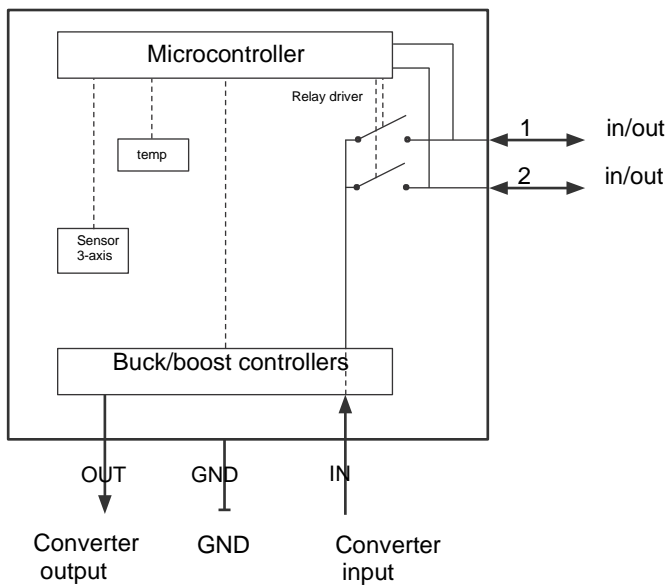 Microcontroller
Relay driver
temp
Sensor
3-axis
1
in/out
2
in/out
Buck/boost controllers
OUT
GND
IN
Converter
output
GND
Converter
input